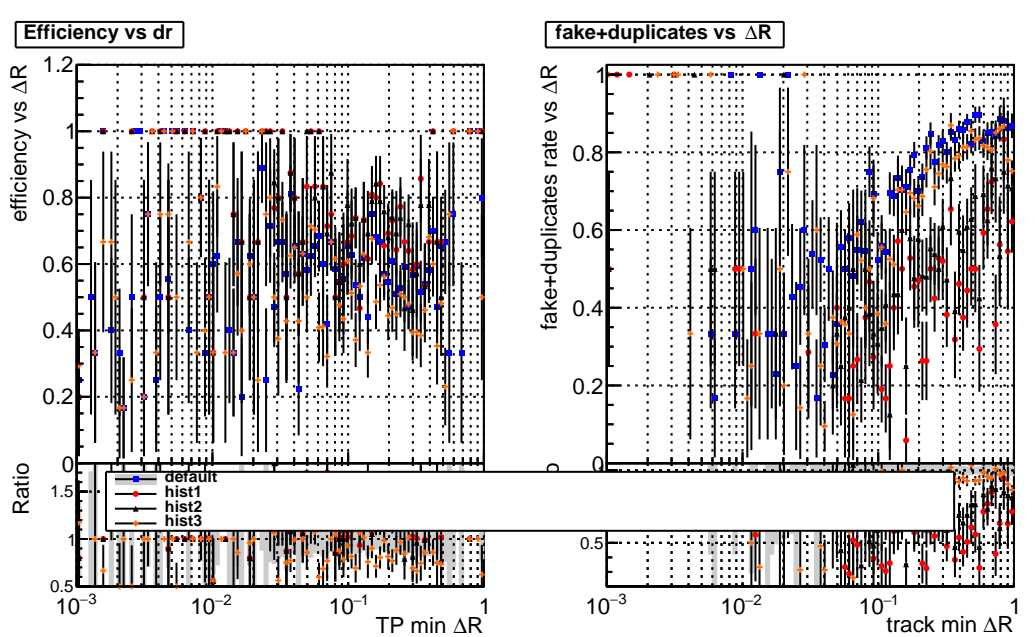 Efficiency vs dr
fake+duplicates vs ΔR
efficiency vs ΔR
1.2
1
0.8
0.6
0.4
0.2
0
Ratio
1.5
1
0.5
10−3
10−2
10−1
1
TP min ΔR
fake+duplicates rate vs ΔR
1
0.8
0.6
0.4
0.2
0
0.5
10−3
10−2
10−1
1
track min ΔR
default
hist1
hist2
hist3